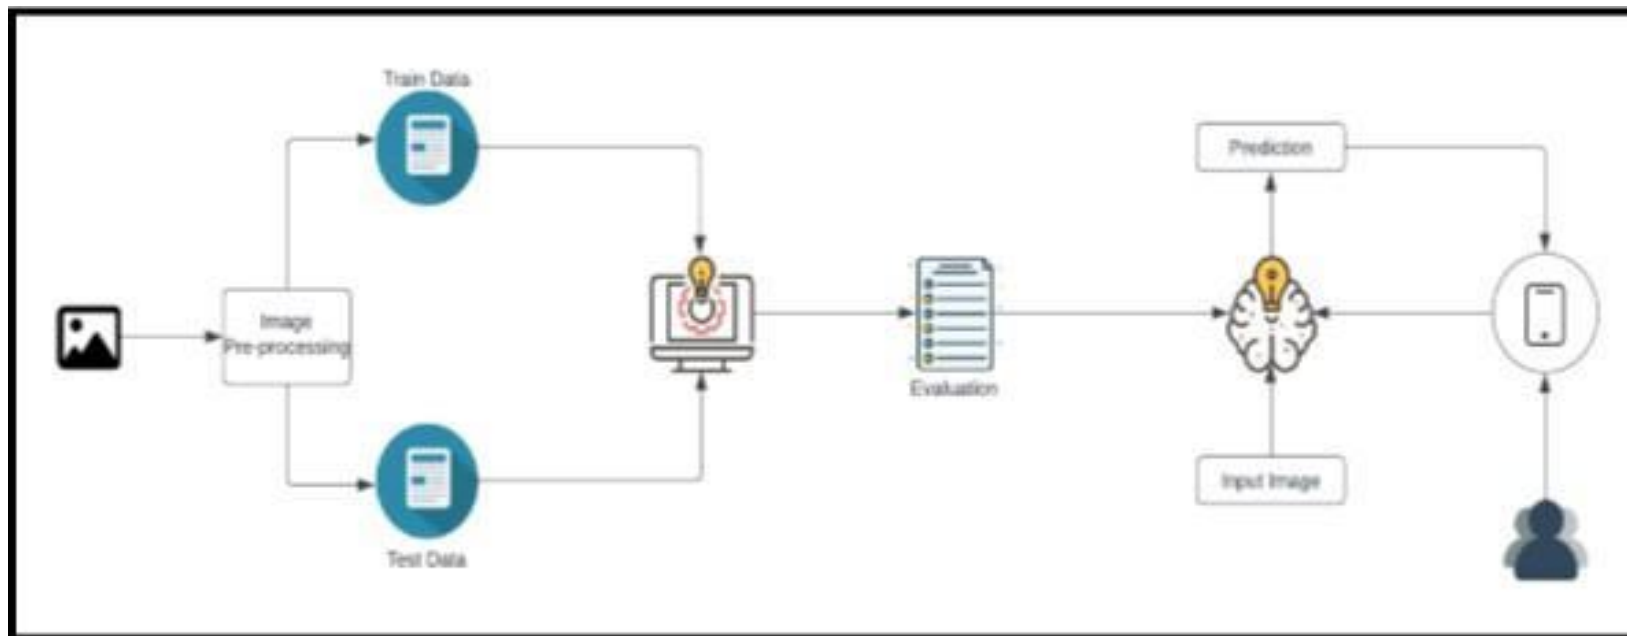 Train Data
Prediction
Image
Pre-processing
Evaluation
Input Image
Test Data